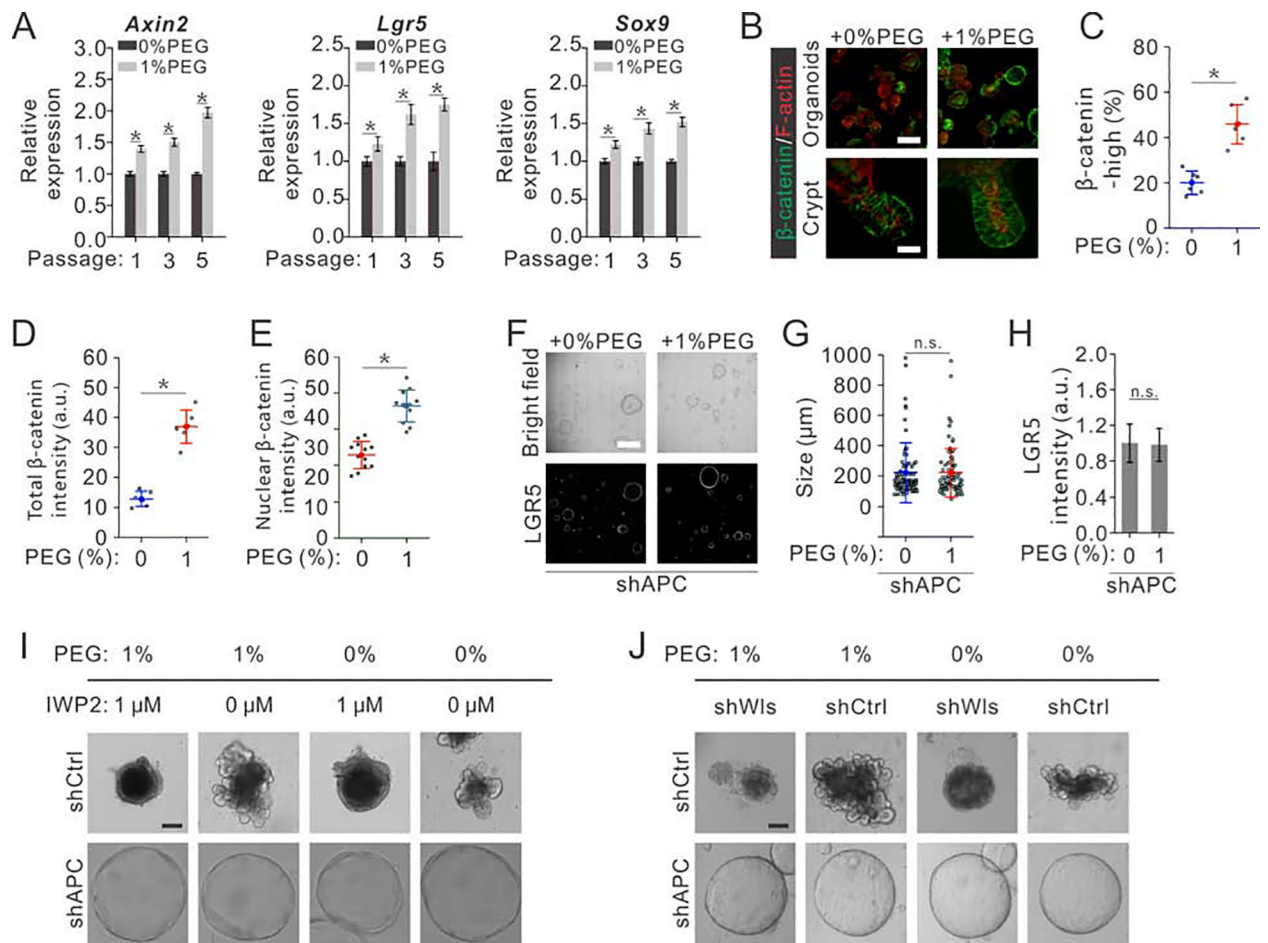 A
Axin2
Lgr5
Sox9
0%PEG
1%PEG
0%PEG
1%PEG
0%PEG
1%PEG
Relative expression
3.0
2.5
2.0
1.5
1.0
0.5
0.0
*
*
*
Relative expression
2.5
2.0
1.5
1.0
0.5
0.0
*
*
*
Relative expression
2.5
2.0
1.5
1.0
0.5
0.0
*
*
*
Passage: 1 3 5
Passage: 1 3 5
Passage: 1 3 5
B
+0%PEG +1%PEG
β-catenin/F-actin
Organoids
Crypt
C
β-catenin
-high (%)
80
60
40
20
0
*
PEG (%): 0 1
D
Total β-catenin
intensity (a.u.)
60
50
40
30
20
10
0
*
PEG (%): 0 1
E
Nuclear β-catenin
intensity (a.u.)
60
50
40
30
20
10
0
*
PEG (%): 0 1
F
+0%PEG +1%PEG
Bright field
LGR5
shAPC
G
Size (μm)
1000
800
600
400
200
0
n.s.
PEG (%): 0 1
shAPC
H
LGR5
intensity (a.u.)
2.0
1.6
1.2
0.8
0.4
0.0
n.s.
PEG (%): 0 1
shAPC
I
PEG: 1% 1% 0% 0%
IWP2: 1 μM 0 μM 1 μM 0 μM
shCtrl
shAPC
J
PEG: 1% 1% 0% 0%
shWls shCtrl shWls shCtrl
shCtrl
shAPC